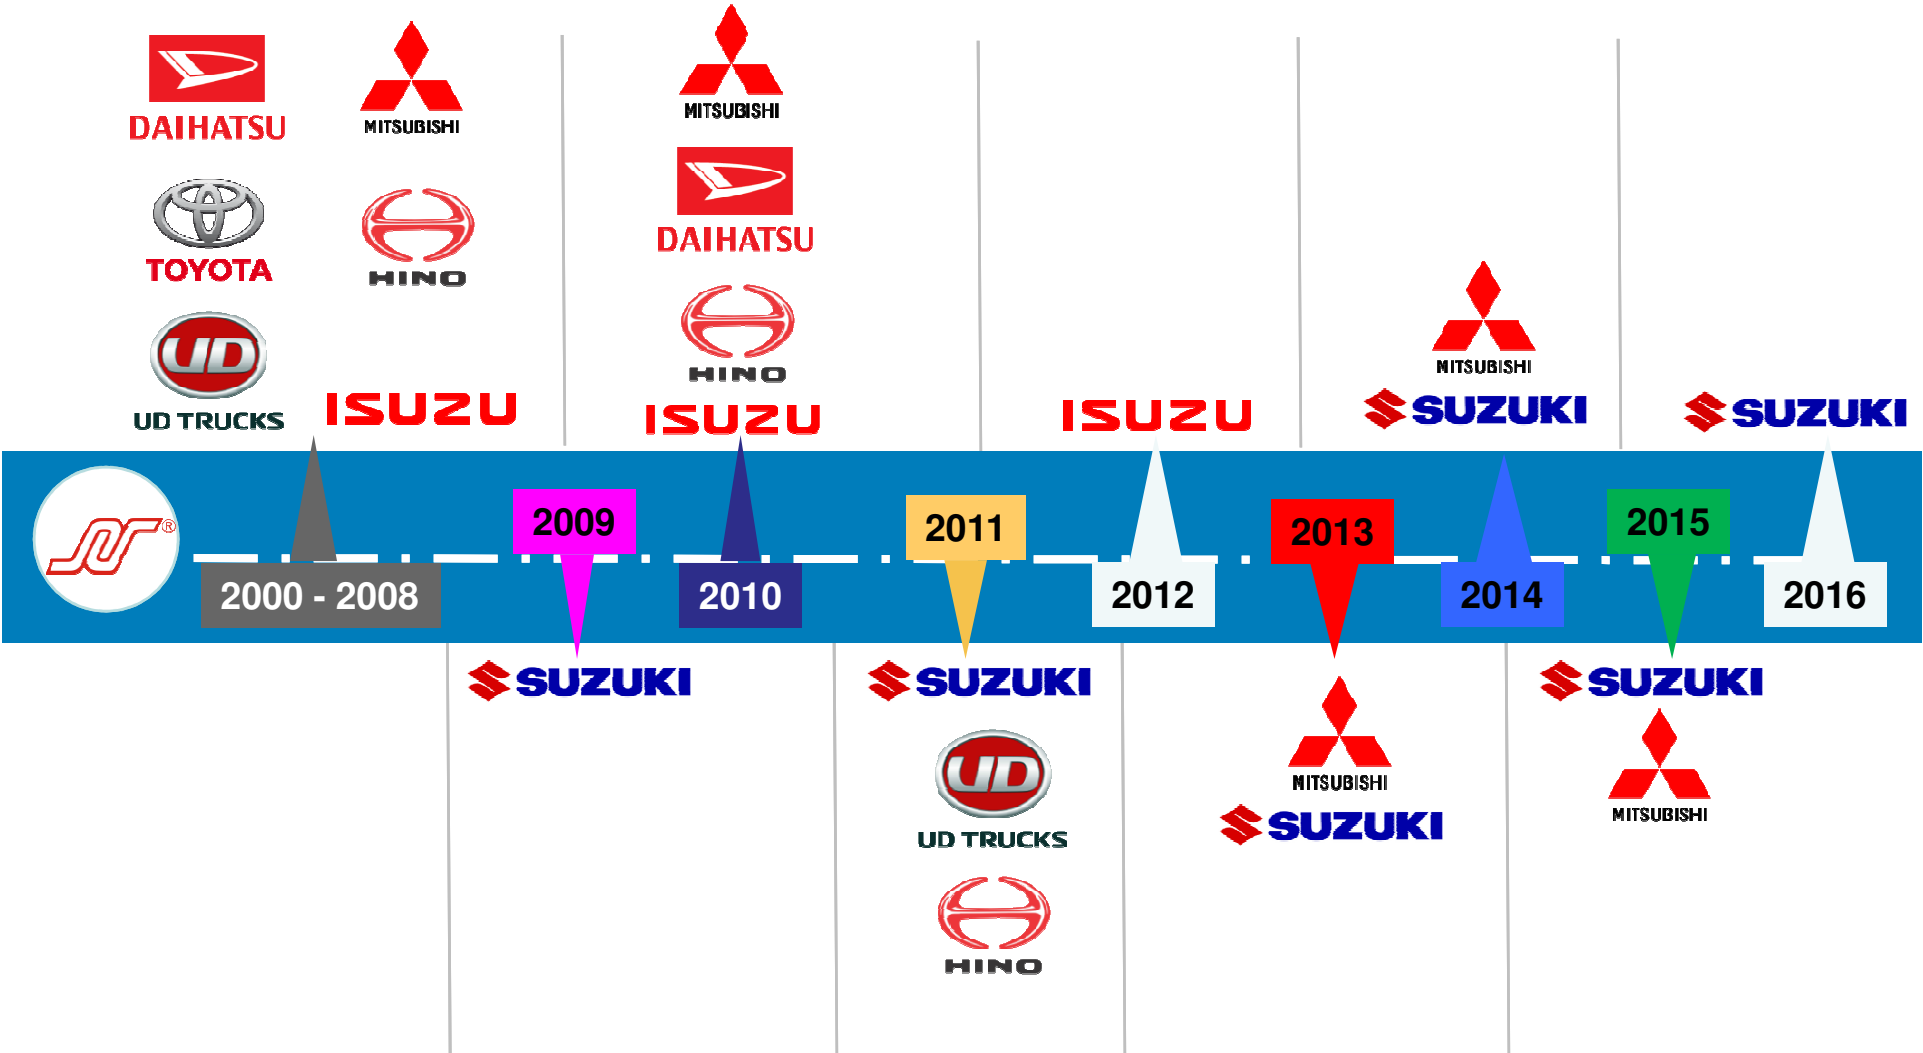 DAIHATSU
MITSUBISHI
TOYOTA
HINO
UD
UD TRUCKS
ISUZU
MITSUBISHI
DAIHATSU
HINO
ISUZU
ISUZU
MITSUBISHI
SUZUKI
SUZUKI
®
2000 - 2008
2009
2010
2011
2012
2013
2014
2015
2016
SUZUKI
SUZUKI
UD
UD TRUCKS
HINO
MITSUBISHI
SUZUKI
SUZUKI
MITSUBISHI